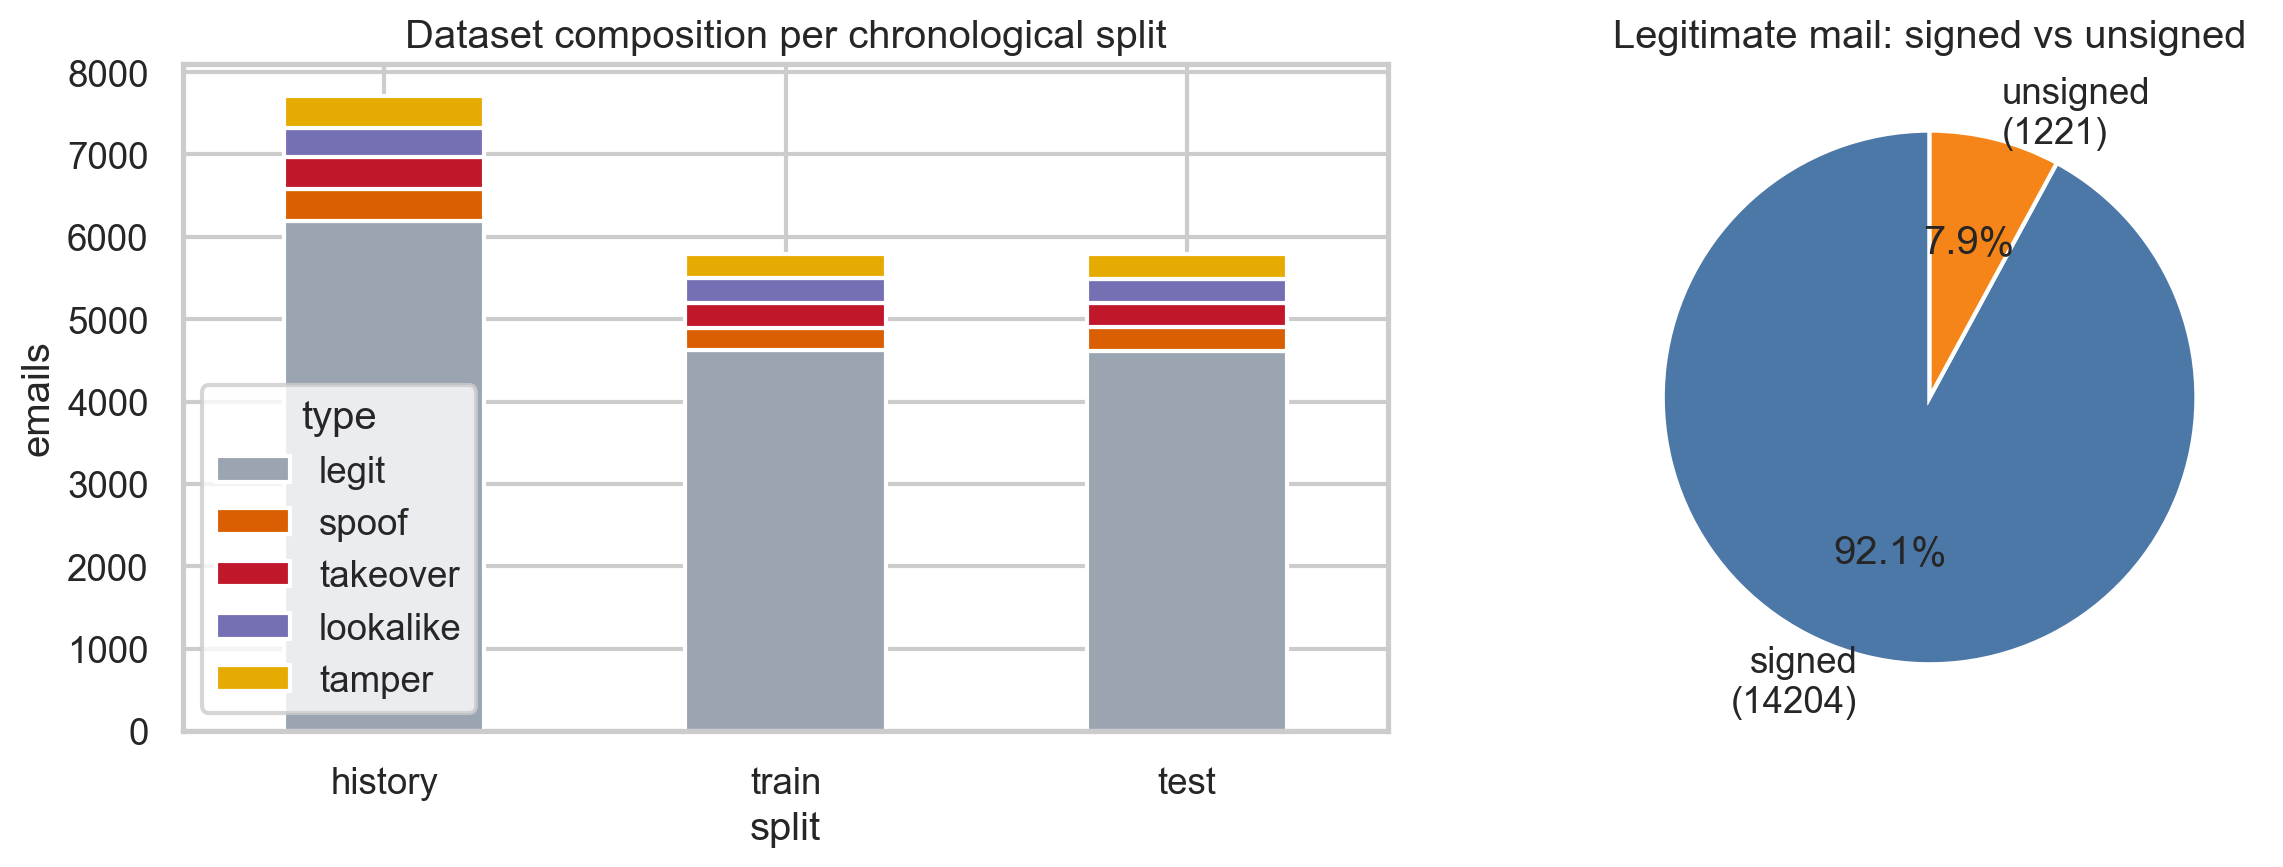 Dataset composition per chronological split
8000
7000
6000
5000
4000
3000
2000
1000
0
emails
type
legit
spoof
takeover
lookalike
tamper
history
train
test
split
Legitimate mail: signed vs unsigned
unsigned
(1221)
7.9%
92.1%
signed
(14204)